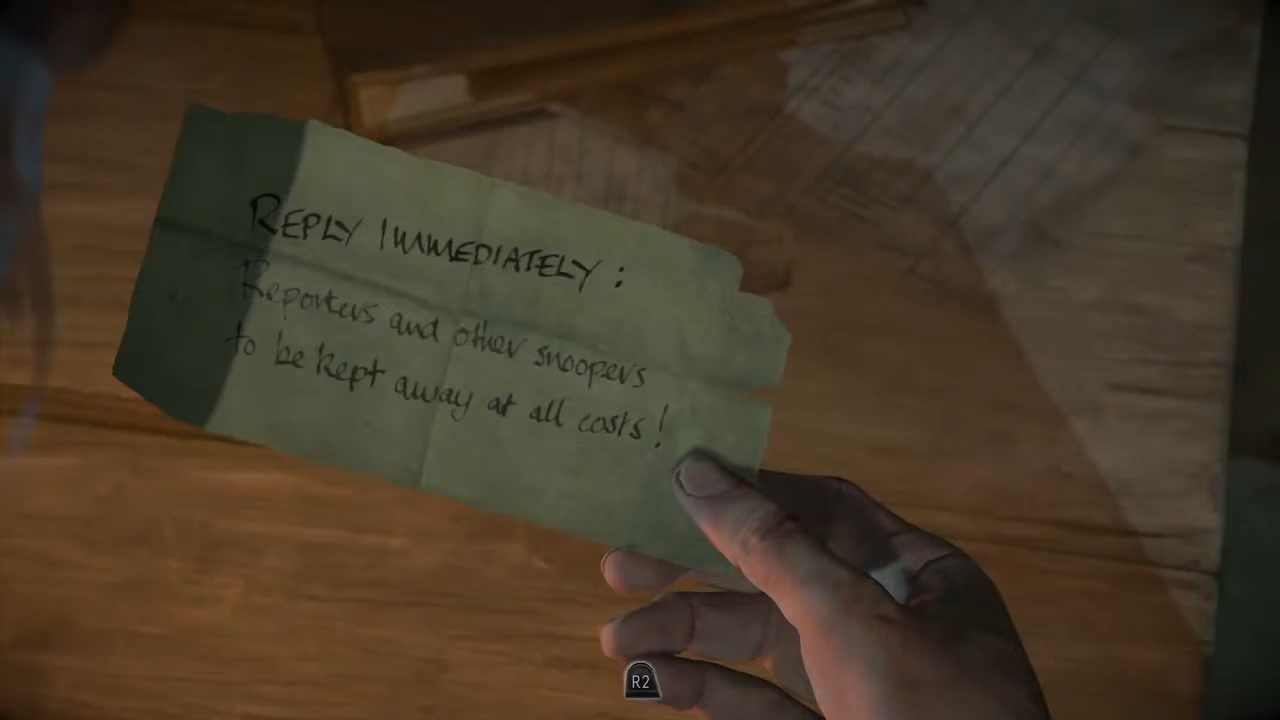 REPLY IMMEDIATELY:
Reporters and other snoopers
to be kept away at all costs!
R2